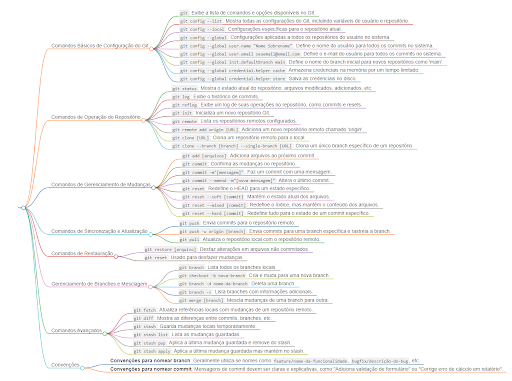 Comandos Básicos de Configuração do Git
git Exibe a lista de comandos e opções disponíveis no Git.
git config --list Mostra todas as configurações do Git, incluindo variáveis de usuário e repositório.
git config --local Configurações específicas para o repositório atual.
git config --global Configurações aplicadas a todos os repositórios do usuário no sistema.
git config --global user.name "Nome Sobrenome" Define o nome do usuário para todos os commits no sistema.
git config --global user.email Define o e-mail do usuário para todos os commits no sistema.
git config --global init.defaultbranch main Define o nome do branch inicial para novos repositórios como 'main'.
git config --global credential.helper cache Armazena credenciais na memória por um tempo limitado.
git config --global credential.helper store Salva as credenciais no disco.
Comandos de Operação de Repositório
git status Mostra o estado atual do repositório, arquivos modificados, adicionados, etc.
git log Exibe o histórico de commits.
git reflog Exibe um log de suas operações no repositório, como commits e resets.
git init Inicializa um novo repositório Git.
git remote Lista os repositórios remotos configurados.
git remote add origin [URL] Adiciona um novo repositório remoto chamado 'origin'.
git clone [URL] Clona um repositório remoto para o local.
git clone --branch [branch] --single-branch [URL] Clona um único branch específico de um repositório.
Comandos de Gerenciamento de Mudanças
git add [arquivos] Adiciona arquivos ao próximo commit.
git commit Confirma as mudanças no repositório.
git commit -m"[mensagem]" Faz um commit com uma mensagem.
git commit --amend -m"[nova mensagem]" Altera o último commit.
git reset Redefine o HEAD para um estado específico.
git reset --soft [commit] Mantém o estado atual dos arquivos.
git reset --mixed [commit] Redefine o índice, mas mantém o conteúdo dos arquivos.
git reset --hard [commit] Redefine tudo para o estado de um commit específico.
Comandos de Sincronização e Atualização
git push Envia commits para o repositório remoto.
git push -u origin [branch] Envia commits para uma branch específica e rastreia a branch.
git pull Atualiza o repositório local com o repositório remoto.
Comandos de Restauração
git restore [arquivo] Desfaz alterações em arquivos não commitados.
git reset Usado para desfazer mudanças.
Gerenciamento de Branches e Mesclagem
git branch Lista todos os branches locais.
git checkout -b nova-branch Cria e muda para uma nova branch.
git branch -d nome-da-branch Deleta uma branch.
git branch -v Lista branches com informações adicionais.
git merge [branch] Mescla mudanças de uma branch para outra.
Comandos Avançados
git fetch Atualiza referências locais com mudanças de um repositório remoto.
git diff Mostra as diferenças entre commits, branches, etc.
git stash Guarda mudanças locais temporariamente.
git stash list Lista as mudanças guardadas.
git stash pop Aplica a última mudança guardada e remove do stash.
git stash apply Aplica a última mudança guardada mas mantém no stash.
Convenções
Convenções para nomear branch Geralmente utiliza-se nomes como feature/nome-da-funcionalidade, bugfix/descrição-do-bug, etc.
Convenções para nomear commit Mensagens de commit devem ser claras e explicativas, como "Adiciona validação de formulário" ou "Corrige erro de cálculo em relatório".